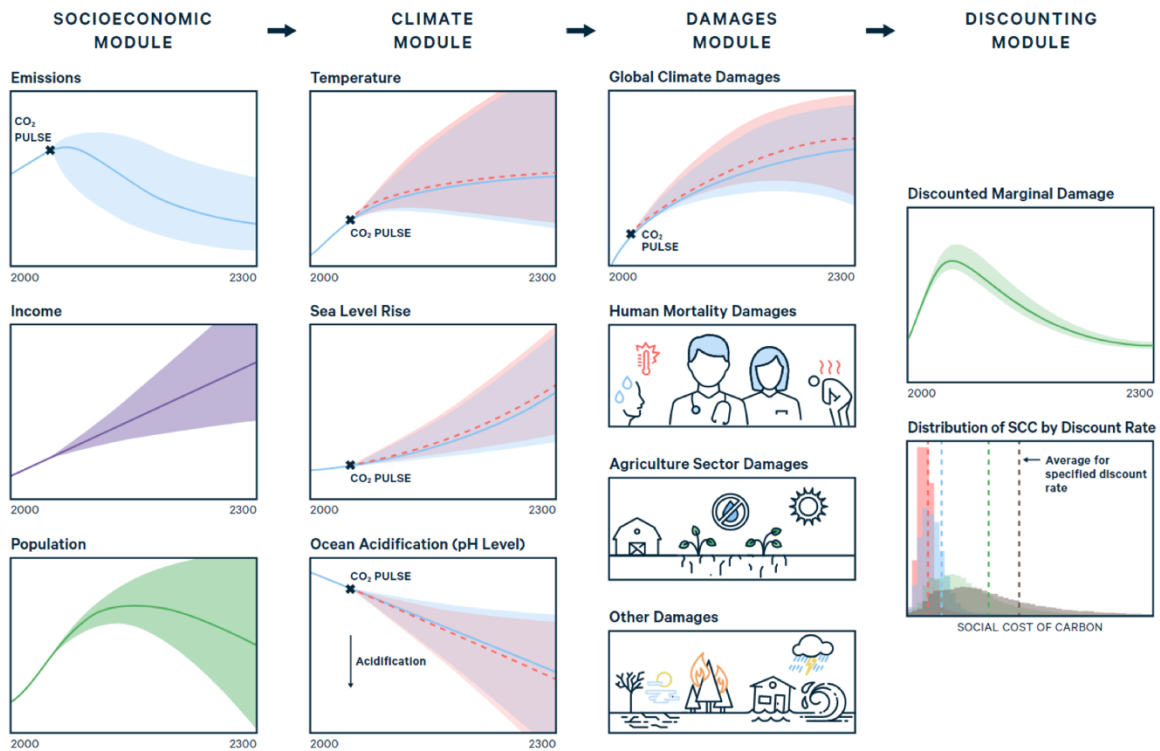 SOCIOECONOMIC
MODULE
CLIMATE
MODULE
DAMAGES
MODULE
DISCOUNTING
MODULE
Emissions
CO₂
PULSE
2000 2300
Income
2000 2300
Population
2000 2300
Temperature
CO₂ PULSE
2000 2300
Sea Level Rise
CO₂ PULSE
2000 2300
Ocean Acidification (pH Level)
CO₂ PULSE
Acidification
2000 2300
Global Climate Damages
CO₂
PULSE
2000 2300
Human Mortality Damages
Agriculture Sector Damages
Other Damages
Discounted Marginal Damage
2000 2300
Distribution of SCC by Discount Rate
Average for
specified discount
rate
SOCIAL COST OF CARBON